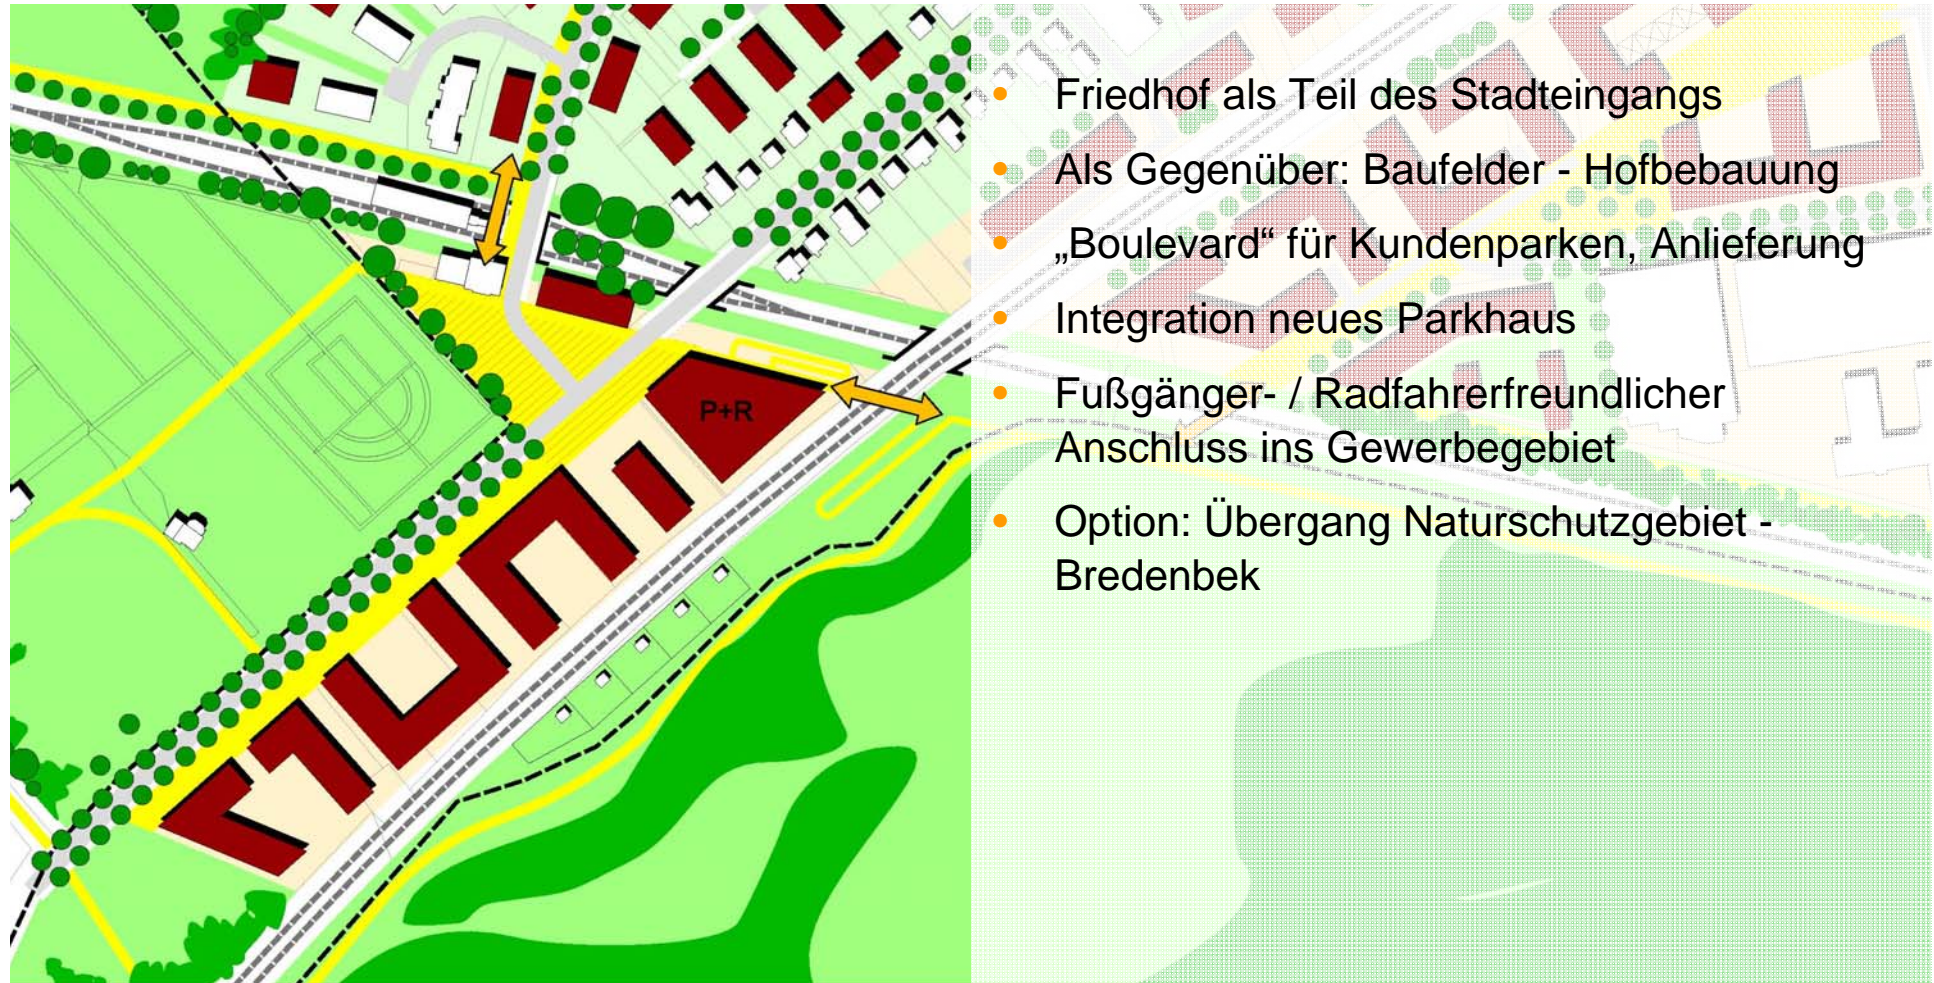 P+R
• Friedhof als Teil des Stadteingangs
• Als Gegenüber: Baufelder - Hofbebauung
• „Boulevard“ für Kundenparken, Anlieferung
• Integration neues Parkhaus
• Fußgänger- / Radfahrerfreundlicher
Anschluss ins Gewerbegebiet
• Option: Übergang Naturschutzgebiet -
Bredenbek